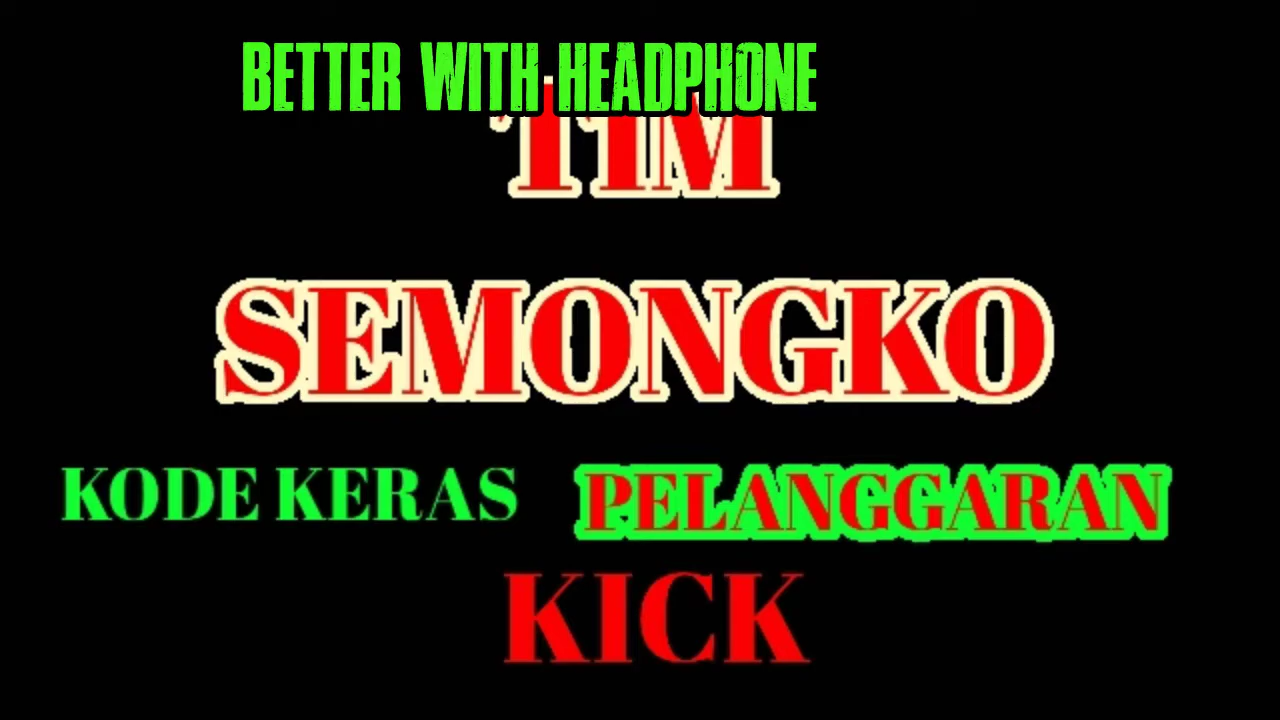 BETTER WITH HEADPHONE
TIM
SEMONGKO
KODE KERAS PELANGGARAN
KICK